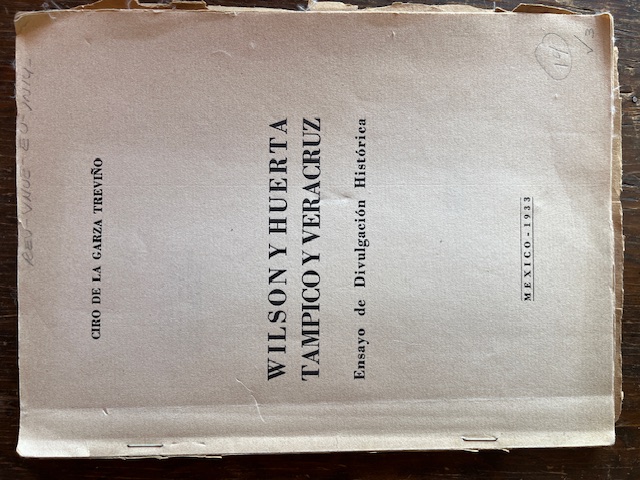 CIRO DE LA GARZA TREVIÑO
WILSON Y HUERTA
TAMPICO Y VERACRUZ
Ensayo de Divulgación Histórica
MEXICO - 1933